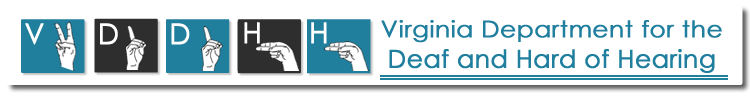 V D D H H
Virginia Department for the
Deaf and Hard of Hearing